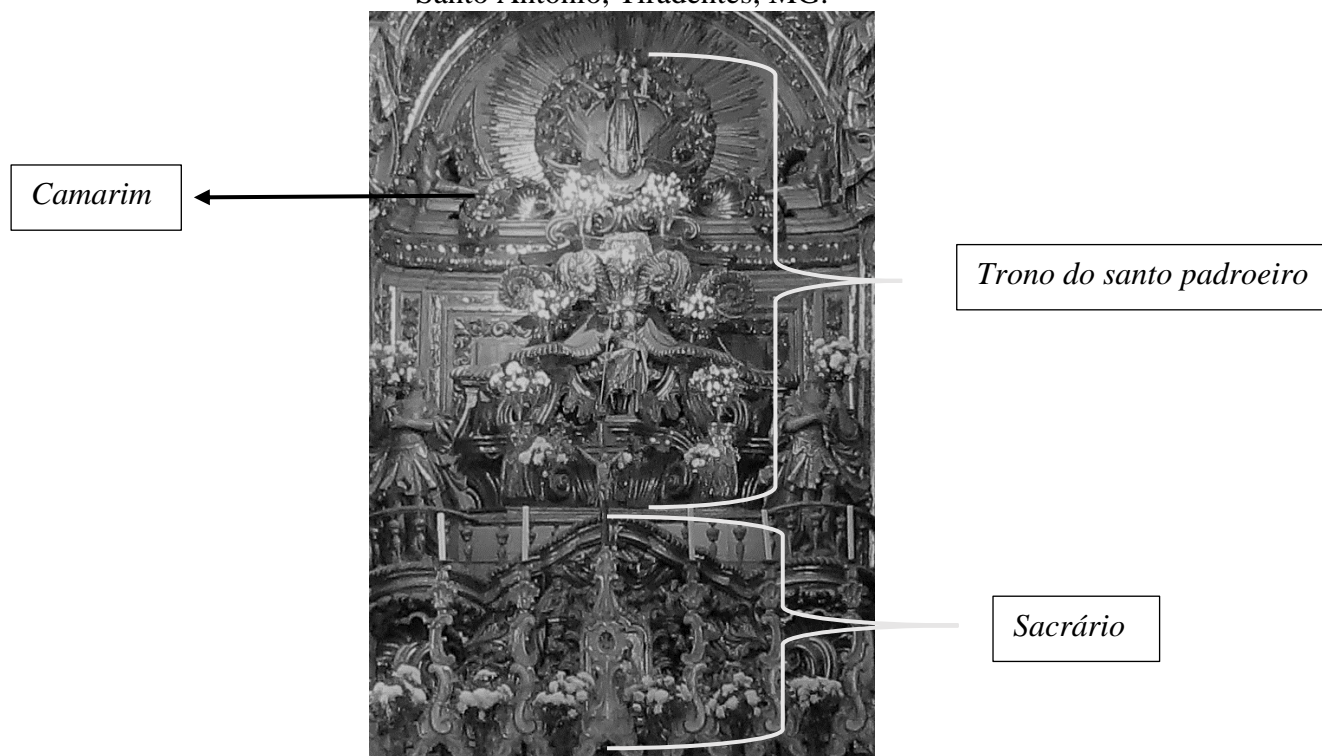 Santo Antônio, Tiradentes, MG.
Camarim
Trono do santo padroeiro
Sacrário